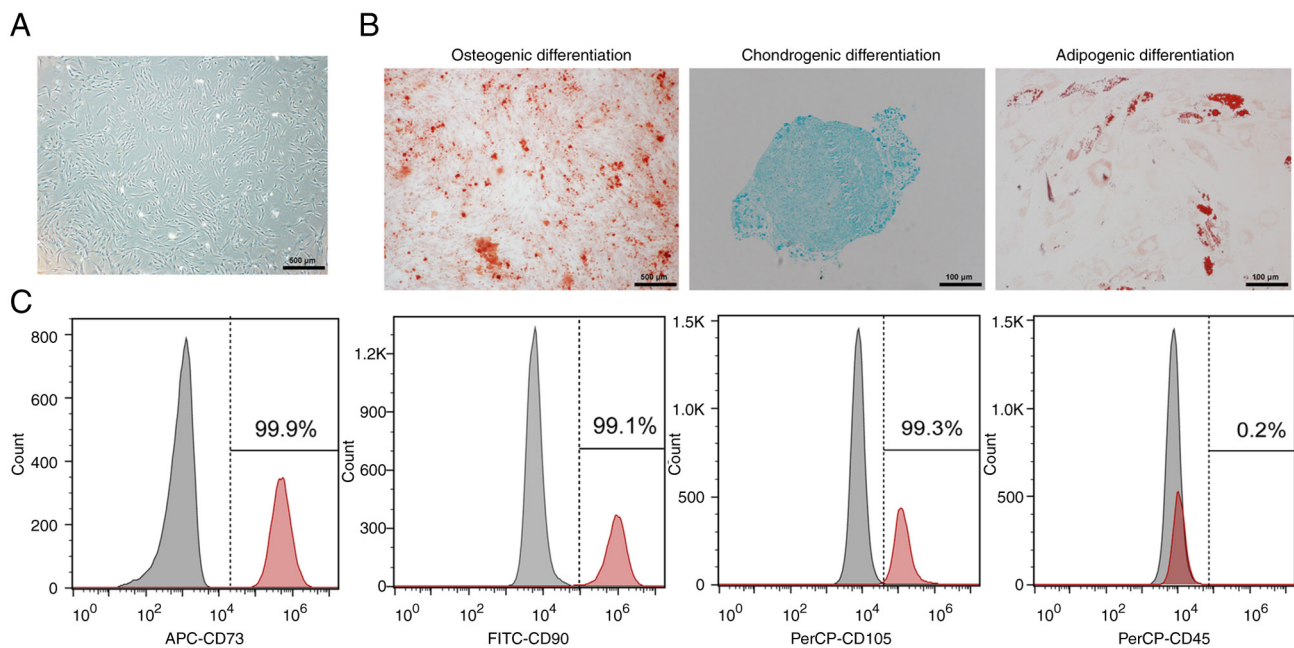 A
B
Osteogenic differentiation
Chondrogenic differentiation
Adipogenic differentiation
500 µm
500 µm
100 µm
100 µm
C
800
600
400
200
0
Count
99.9%
10^0
10^2
10^4
10^6
APC-CD73
1.2K
900
600
300
0
Count
99.1%
10^0
10^2
10^4
10^6
FITC-CD90
1.5K
1.0K
500
0
Count
99.3%
10^0
10^2
10^4
10^6
PerCP-CD105
1.5K
1.0K
500
0
Count
0.2%
10^0
10^2
10^4
10^6
PerCP-CD45